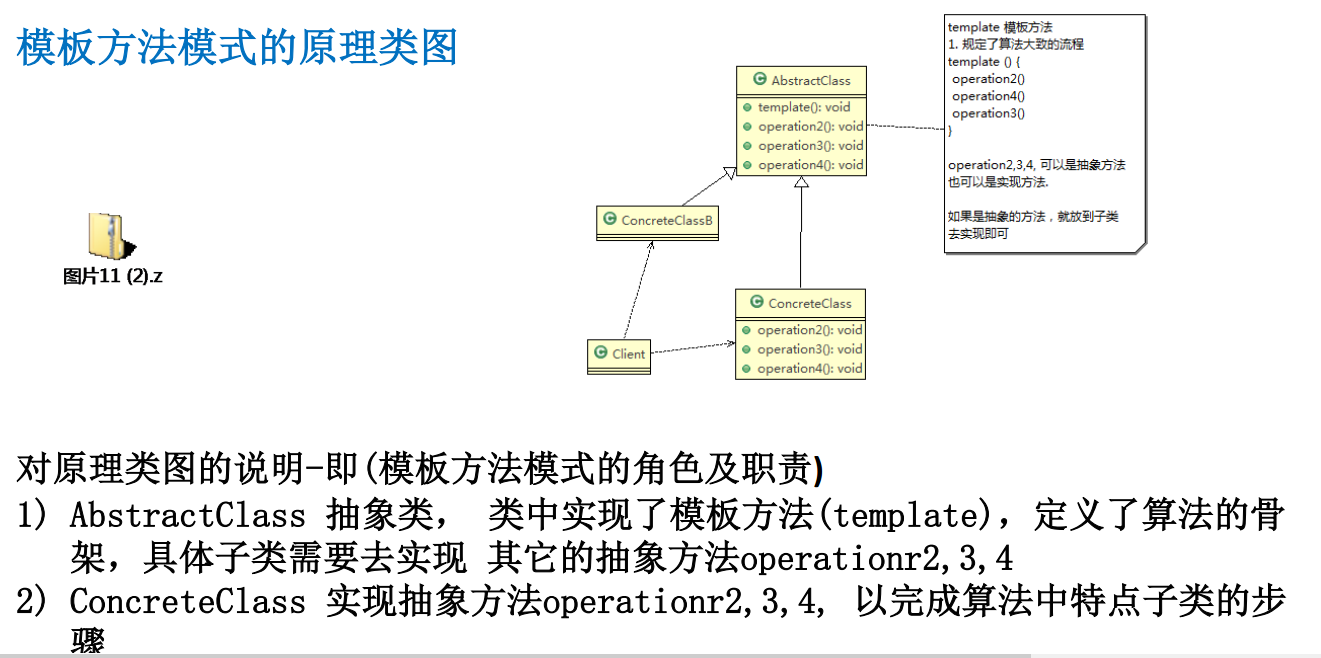 模板方法模式的原理类图
template 模板方法
1. 规定了算法大致的流程
template () {
operation2()
operation4()
operation3()
}
operation2,3,4, 可以是抽象方法
也可以是实现方法.
如果是抽象的方法，就放到子类
去实现即可
AbstractClass
template(): void
operation2(): void
operation3(): void
operation4(): void
ConcreteClassB
图片11 (2).z
ConcreteClass
operation2(): void
operation3(): void
operation4(): void
Client
对原理类图的说明-即(模板方法模式的角色及职责)
1) AbstractClass 抽象类， 类中实现了模板方法(template)，定义了算法的骨
架，具体子类需要去实现 其它的抽象方法operationr2,3,4
2) ConcreteClass 实现抽象方法operationr2,3,4, 以完成算法中特点子类的步
骤